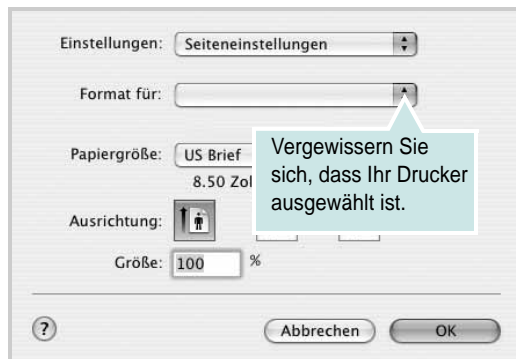 Einstellungen: Seiteneinstellungen
Format für:
Papiergröße: US Brief
8.50 Zol
Vergewissern Sie
sich, dass Ihr Drucker
ausgewählt ist.
Ausrichtung:
Größe: 100 %
? Abbrechen OK